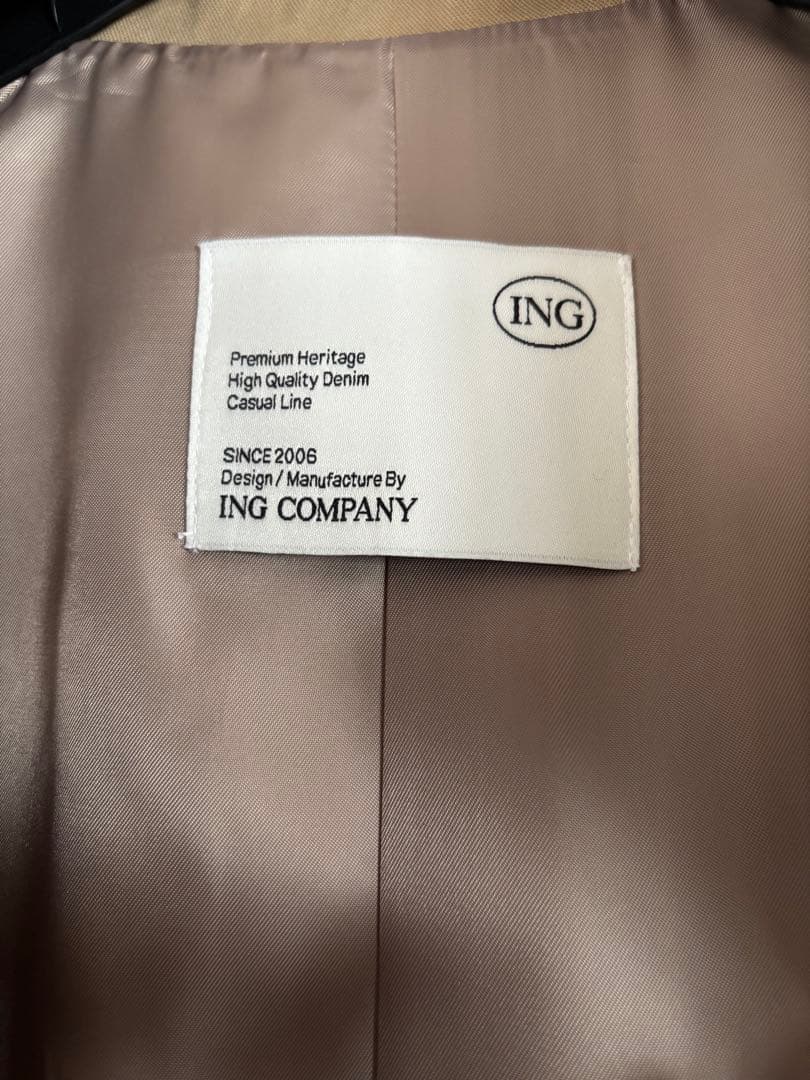 ING
Premium Heritage
High Quality Denim
Casual Line
SINCE 2006
Design / Manufacture By
ING COMPANY